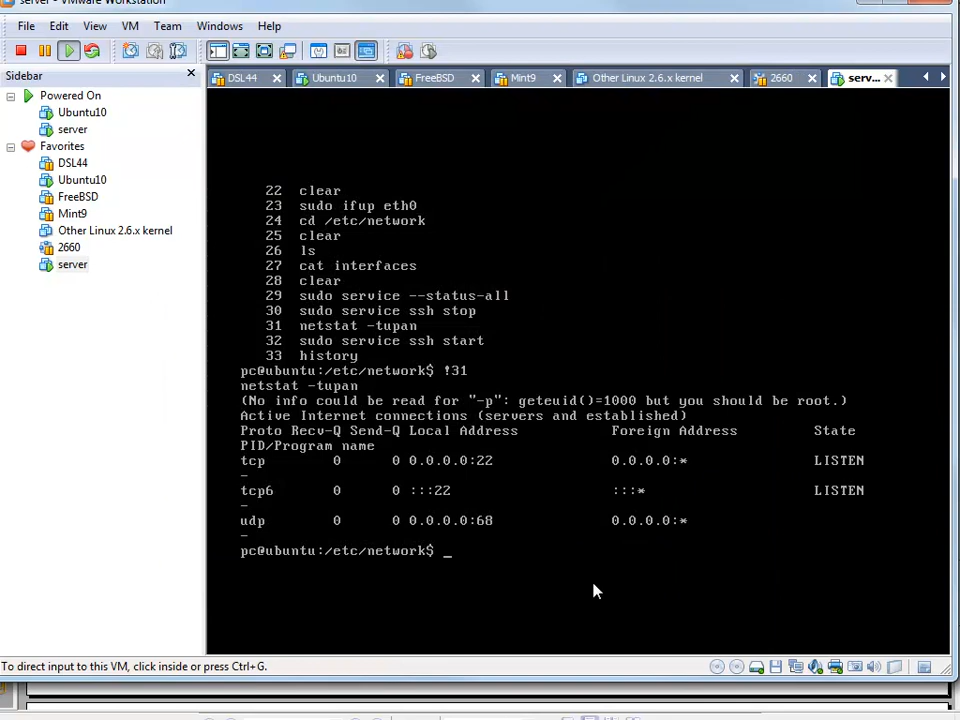 server - VMware Workstation
File Edit View VM Team Windows Help
Sidebar
DSL44 Ubuntu10 FreeBSD Mint9 Other Linux 2.6.x kernel 2660 serv...
Powered On
Ubuntu10
server
Favorites
DSL44
Ubuntu10
FreeBSD
Mint9
Other Linux 2.6.x kernel
2660
server
22 clear
23 sudo ifup eth0
24 cd /etc/network
25 clear
26 ls
27 cat interfaces
28 clear
29 sudo service --status-all
30 sudo service ssh stop
31 netstat -tupan
32 sudo service ssh start
33 history
pc@ubuntu:/etc/network$ !31
netstat -tupan
(No info could be read for "-p": geteuid()=1000 but you should be root.)
Active Internet connections (servers and established)
Proto Recv-Q Send-Q Local Address Foreign Address State
PID/Program name
tcp 0 0 0.0.0.0:22 0.0.0.0:* LISTEN
-
tcp6 0 0 :::22 :::* LISTEN
-
udp 0 0 0.0.0.0:68 0.0.0.0:*
-
pc@ubuntu:/etc/network$ _
To direct input to this VM, click inside or press Ctrl+G.